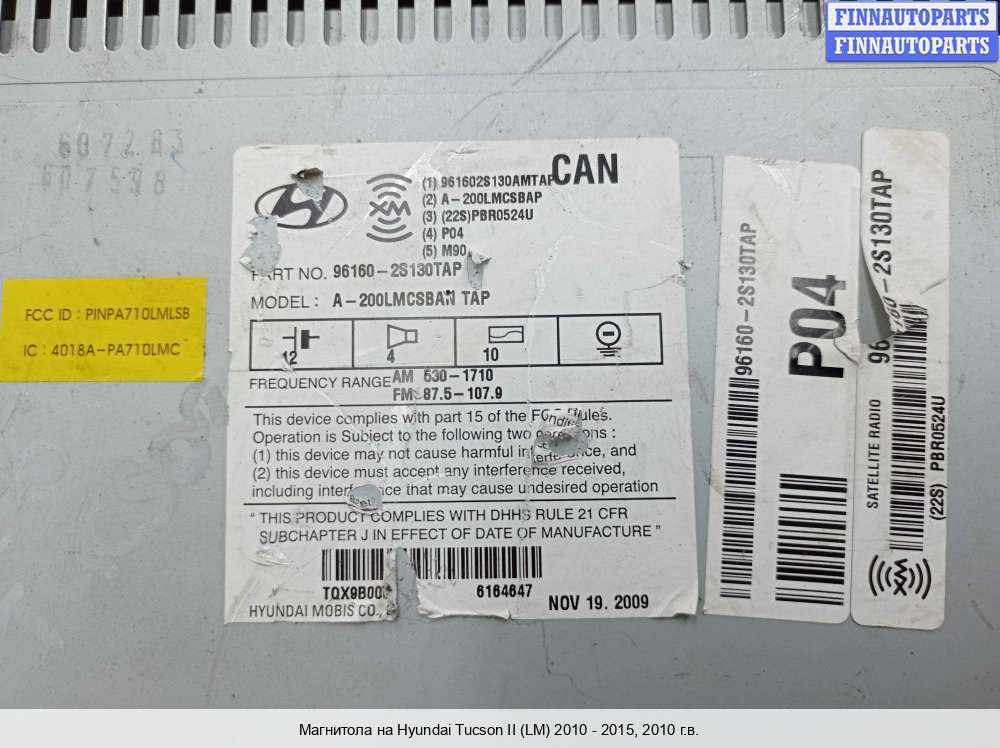 FINNAUTOPARTS
FINNAUTOPARTS
607283
607598
FCC ID : PINPA710LMLSB
IC : 4018A-PA710LMC
XM
(1) 961602S130AMTAP
CAN
(2) A-200LMCSBAP
(3) (22S)PBR0524U
(4) P04
(5) M90
PART NO. 96160-2S130TAP
MODEL : A-200LMCSBAN TAP
12 4 10
FREQUENCY RANGE AM 530-1710
FM 87.5-107.9
This device complies with part 15 of the FCC Rules.
Operation is Subject to the following two :
(1) this device may not cause harmful interference, and
(2) this device must accept any interference received,
including interference that may cause undesired operation
" THIS PRODUCT COMPLIES WITH DHHS RULE 21 CFR
SUBCHAPTER J IN EFFECT OF DATE OF MANUFACTURE "
TQX9B00 6164647
HYUNDAI MOBIS CO., NOV 19. 2009
96160-2S130TAP
P04
96160-2S130TAP
SATELLITE RADIO
(22S) PBR0524U
XM
Магнитола на Hyundai Tucson II (LM) 2010 - 2015, 2010 г.в.